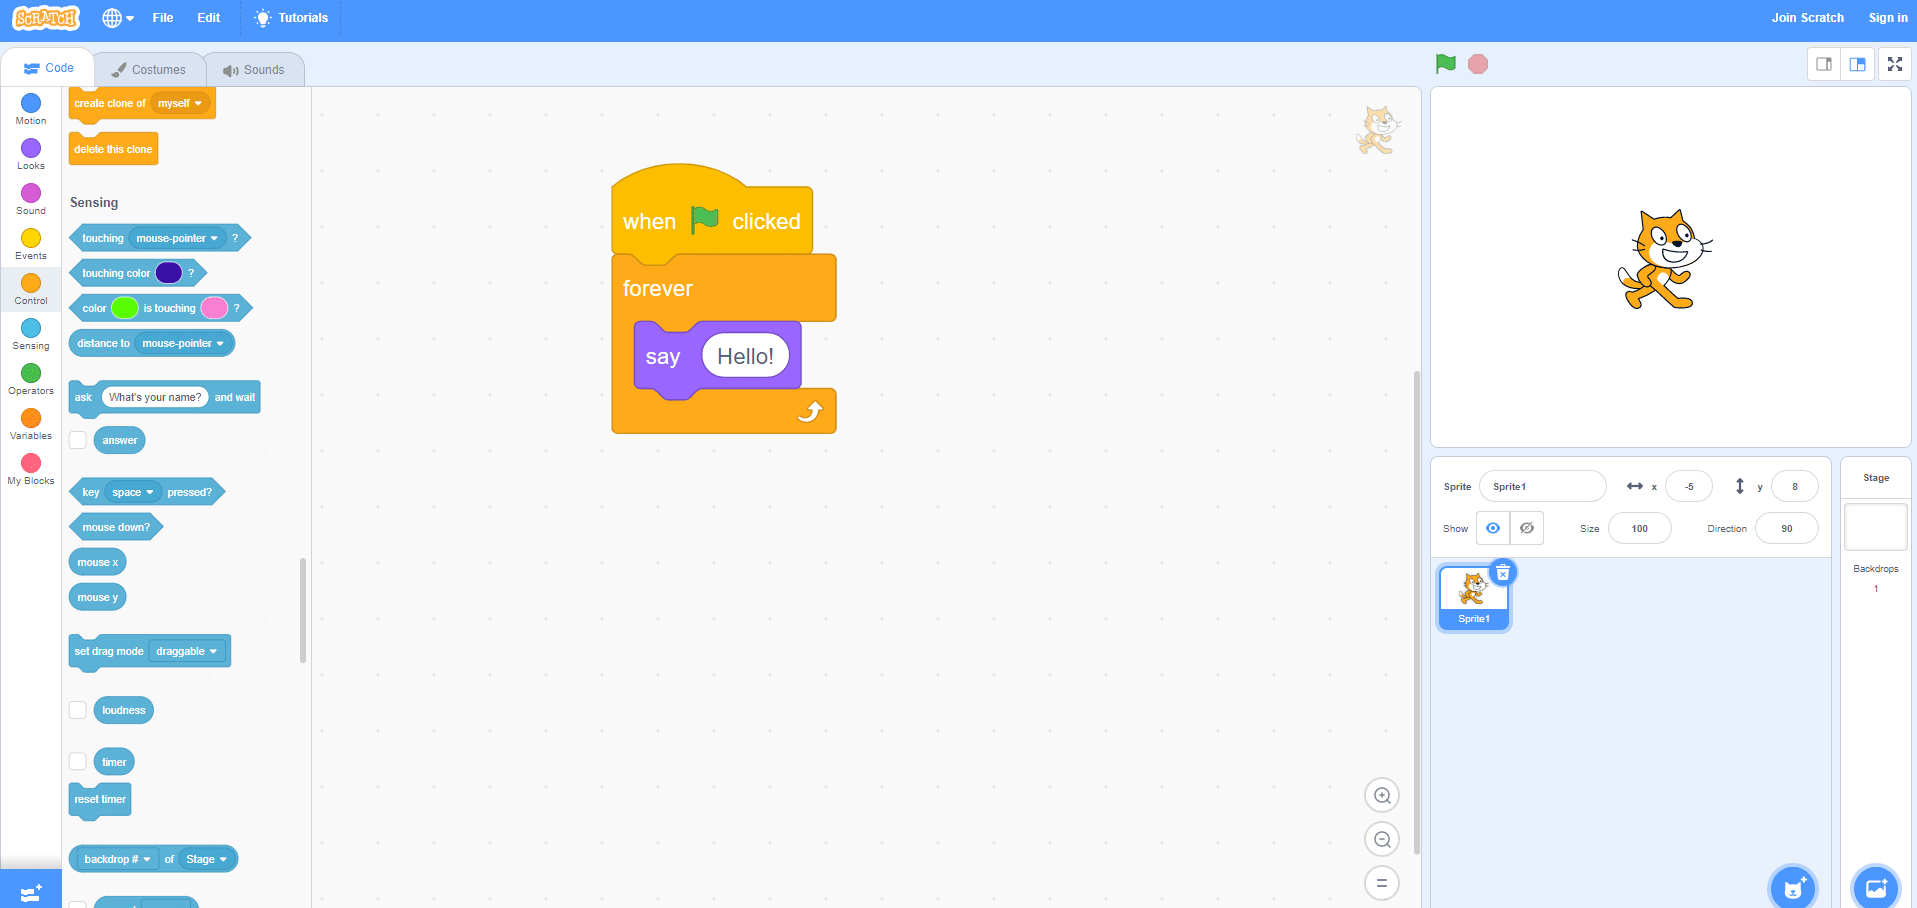 SCRATCH
File
Edit
Tutorials
Join Scratch
Sign in
Code
Costumes
Sounds
Motion
Looks
Sound
Events
Control
Sensing
Operators
Variables
My Blocks
create clone of myself
delete this clone
Sensing
touching mouse-pointer ?
touching color ?
color is touching ?
distance to mouse-pointer
ask What's your name? and wait
answer
key space pressed?
mouse down?
mouse x
mouse y
set drag mode draggable
loudness
timer
reset timer
backdrop # of Stage
when clicked
forever
say Hello!
Sprite Sprite1 x -5 y 8
Show Size 100 Direction 90
Sprite1
Stage
Backdrops
1